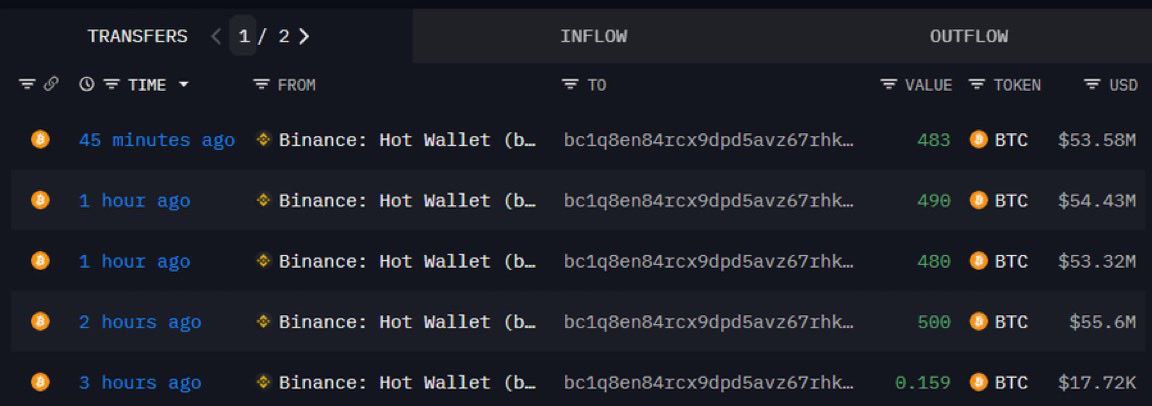 TRANSFERS 1 / 2 INFLOW OUTFLOW
TIME FROM TO VALUE TOKEN USD
45 minutes ago Binance: Hot Wallet (b… bc1q8en84rcx9dpd5avz67rhk… 483 BTC $53.58M
1 hour ago Binance: Hot Wallet (b… bc1q8en84rcx9dpd5avz67rhk… 490 BTC $54.43M
1 hour ago Binance: Hot Wallet (b… bc1q8en84rcx9dpd5avz67rhk… 480 BTC $53.32M
2 hours ago Binance: Hot Wallet (b… bc1q8en84rcx9dpd5avz67rhk… 500 BTC $55.6M
3 hours ago Binance: Hot Wallet (b… bc1q8en84rcx9dpd5avz67rhk… 0.159 BTC $17.72K